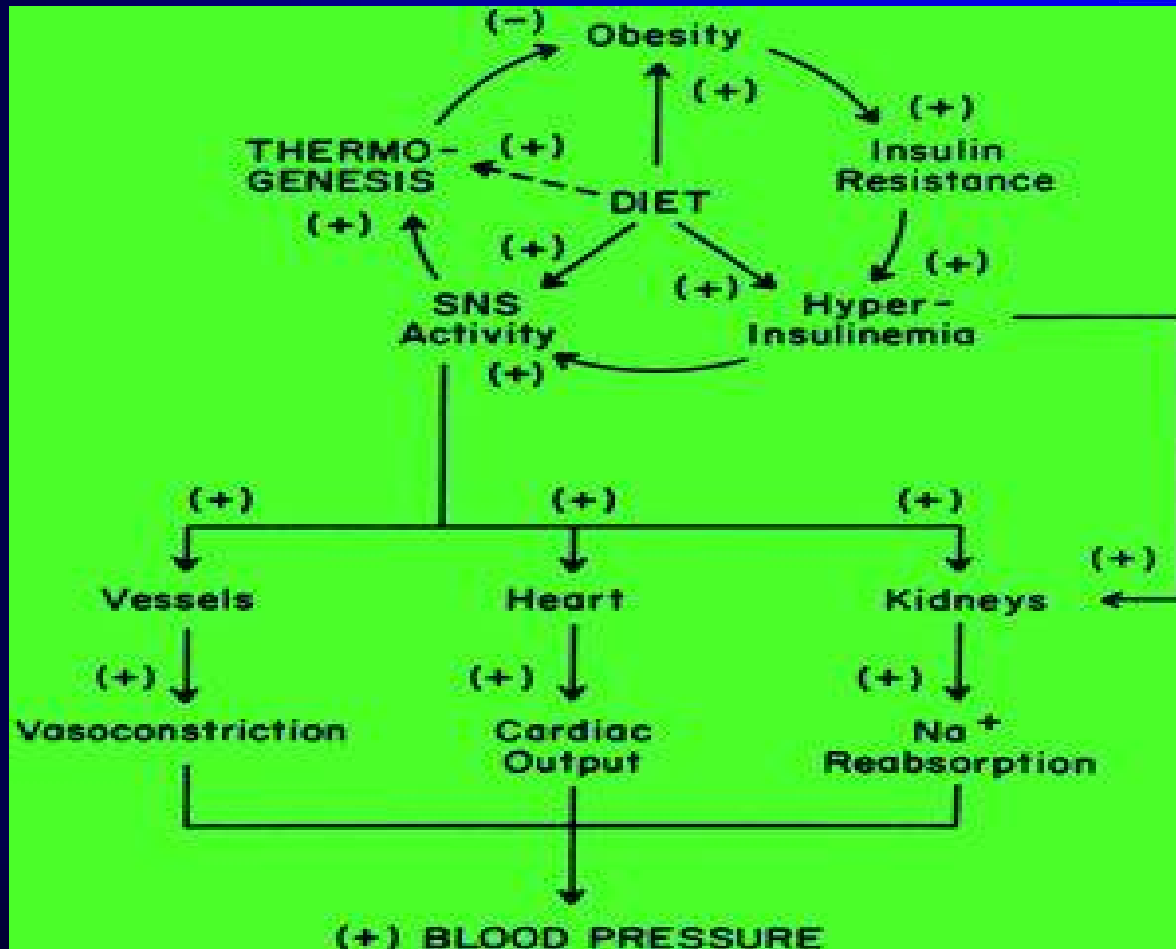 (-)
Obesity
(+)
(+)
THERMO-
GENESIS
(+)
Insulin
Resistance
DIET
(+)
(+)
(+)
(+)
SNS
Activity
Hyper-
Insulinemia
(+)
(+)
(+)
(+)
(+)
Vessels
Heart
Kidneys
(+)
(+)
(+)
Vasoconstriction
Cardiac
Output
Na +
Reabsorption
(+) BLOOD PRESSURE